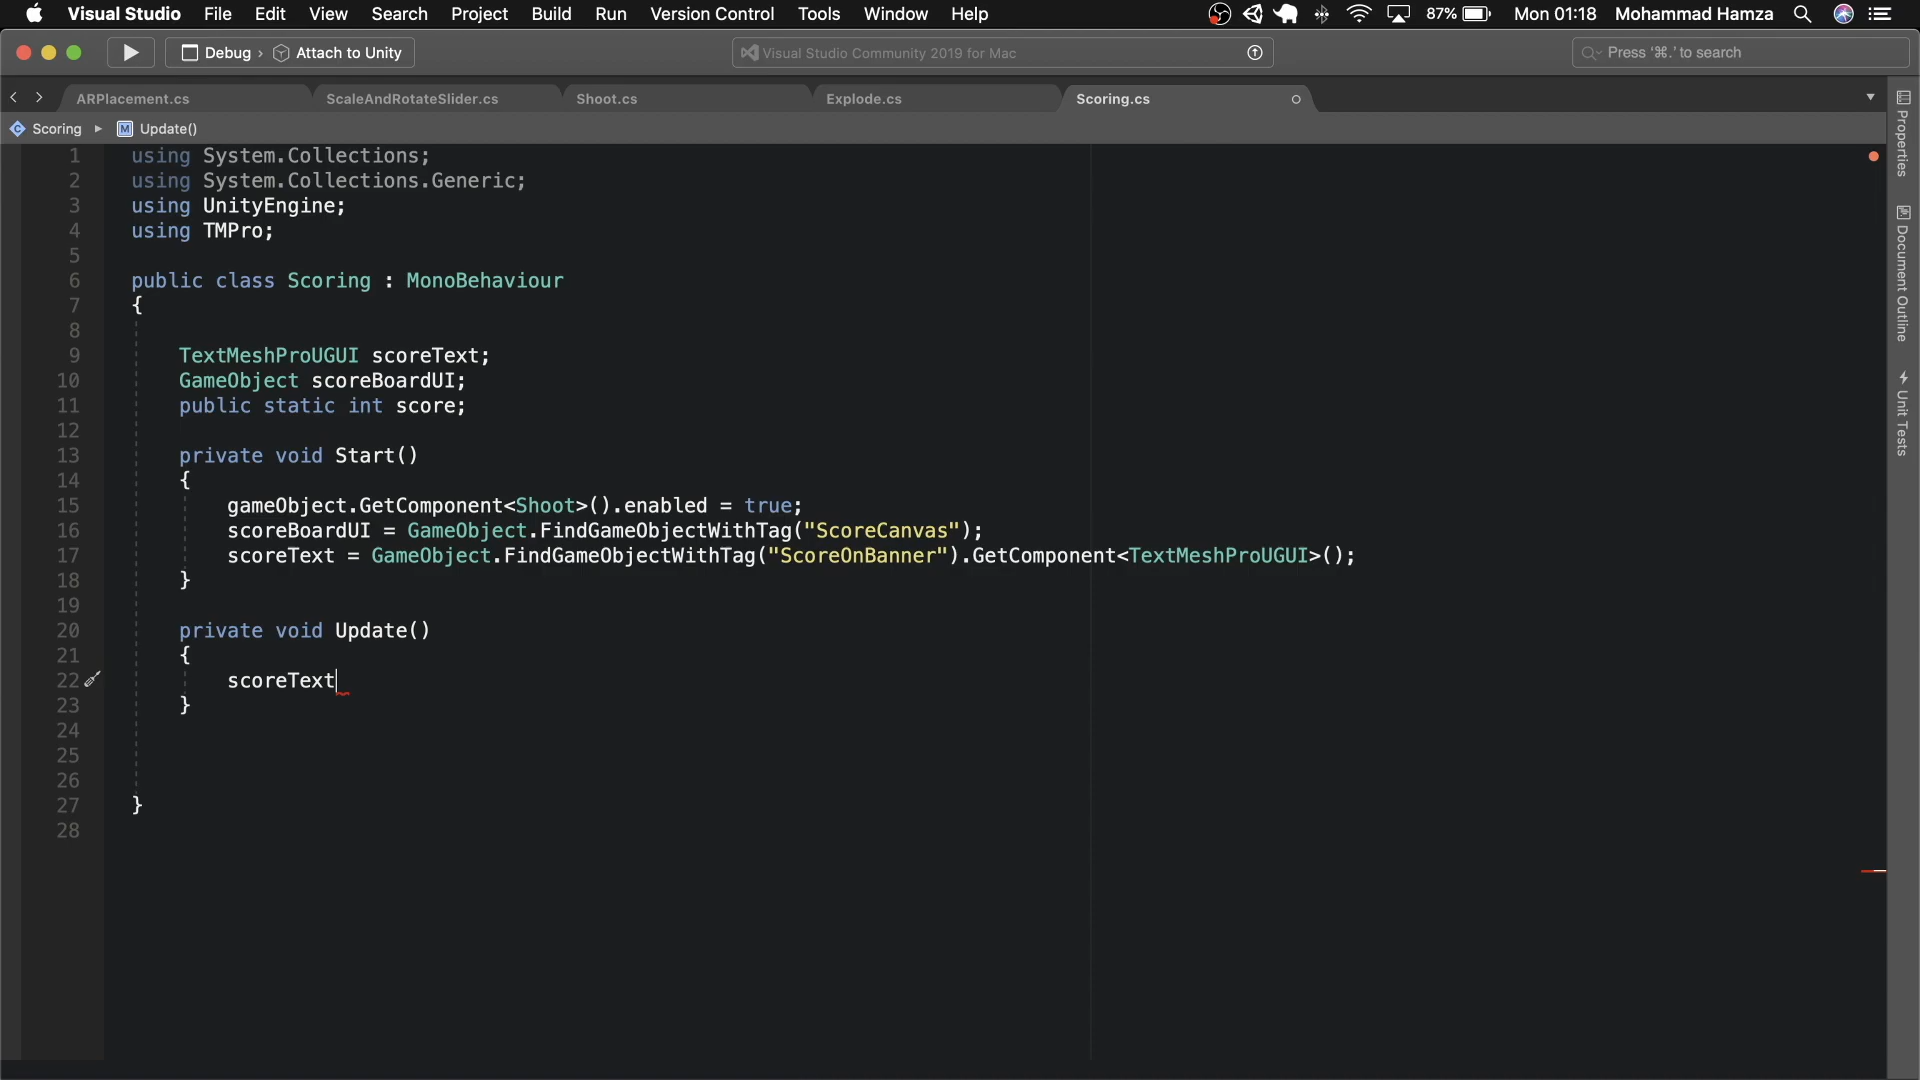 Visual Studio File Edit View Search Project Build Run Version Control Tools Window Help 87% Mon 01:18 Mohammad Hamza
Debug › Attach to Unity Visual Studio Community 2019 for Mac Press '⌘.' to search
ARPlacement.cs ScaleAndRotateSlider.cs Shoot.cs Explode.cs Scoring.cs
Scoring ▸ M Update()
1 using System.Collections;
2 using System.Collections.Generic;
3 using UnityEngine;
4 using TMPro;
5
6 public class Scoring : MonoBehaviour
7 {
8
9 TextMeshProUGUI scoreText;
10 GameObject scoreBoardUI;
11 public static int score;
12
13 private void Start()
14 {
15 gameObject.GetComponent<Shoot>().enabled = true;
16 scoreBoardUI = GameObject.FindGameObjectWithTag("ScoreCanvas");
17 scoreText = GameObject.FindGameObjectWithTag("ScoreOnBanner").GetComponent<TextMeshProUGUI>();
18 }
19
20 private void Update()
21 {
22 scoreText
23 }
24
25
26
27 }
28
Properties
Document Outline
Unit Tests